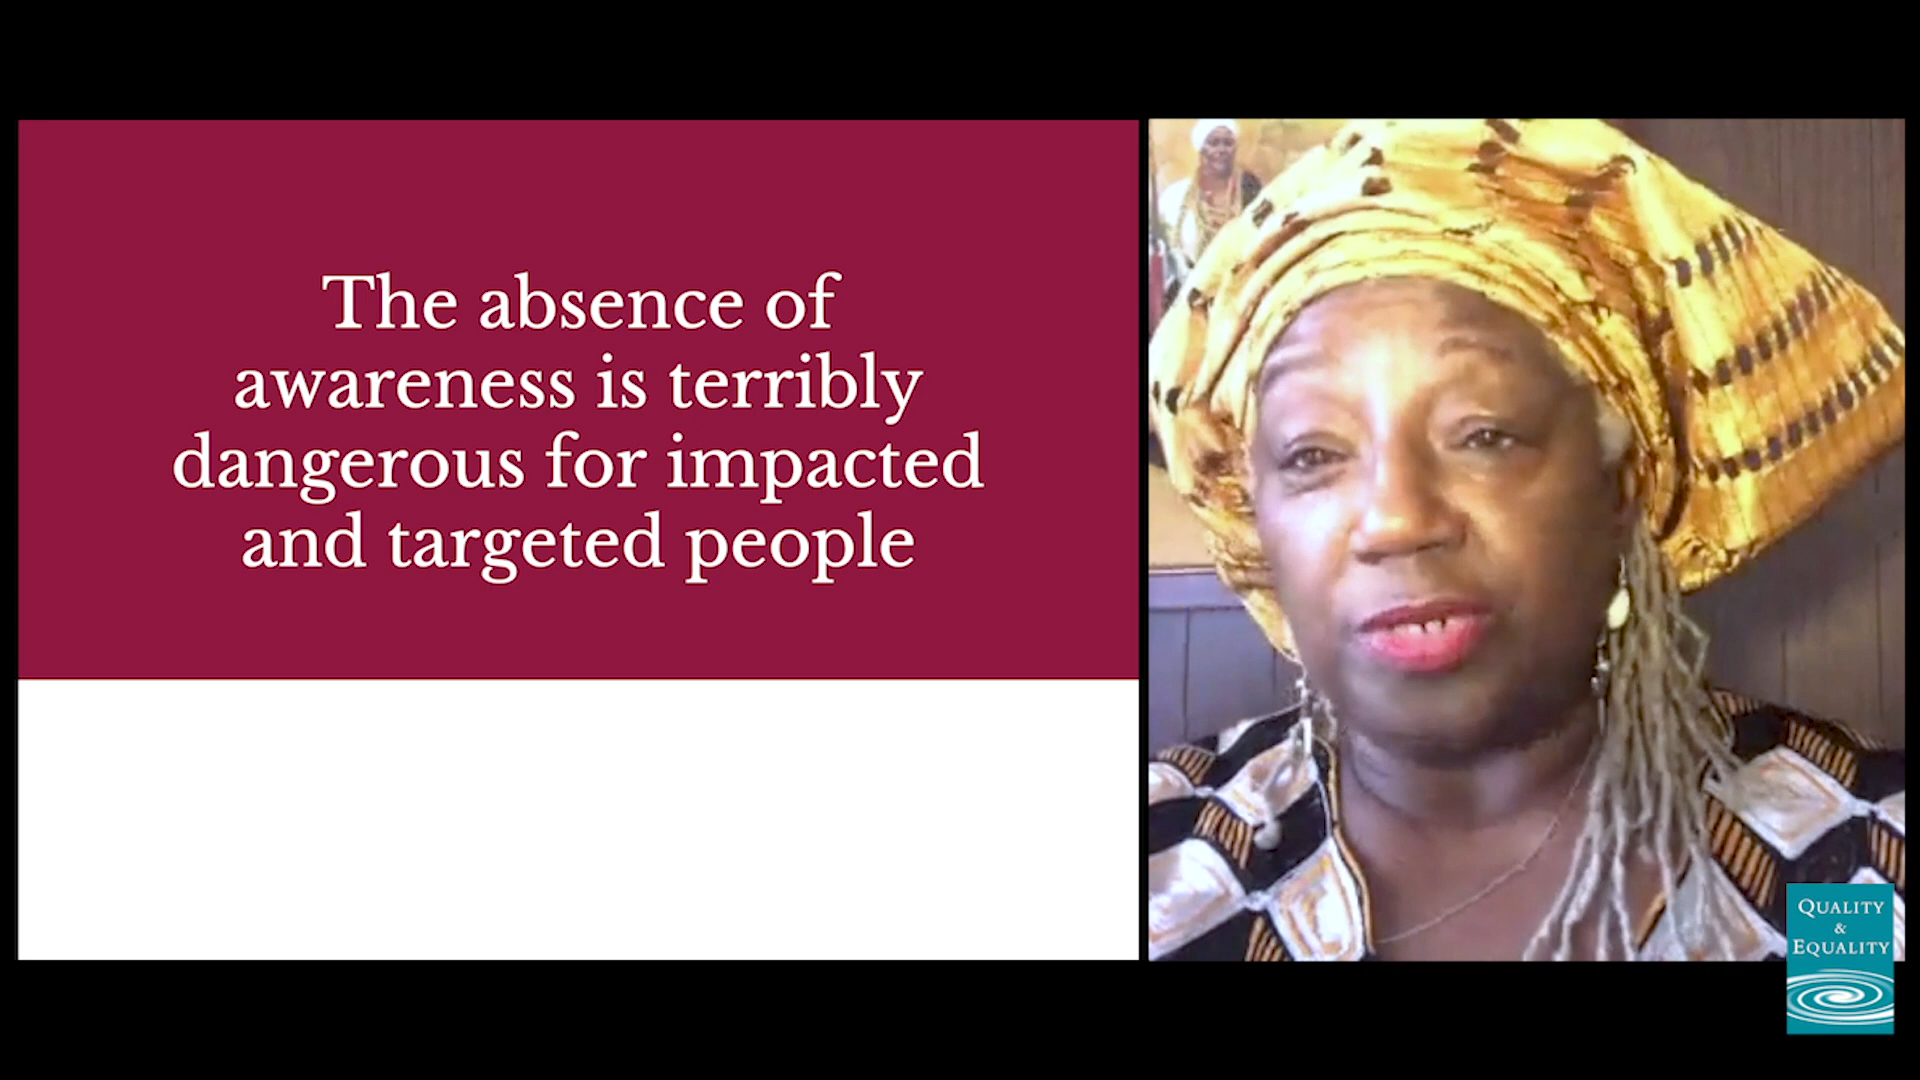 The absence of
awareness is terribly
dangerous for impacted
and targeted people
QUALITY
&
EQUALITY